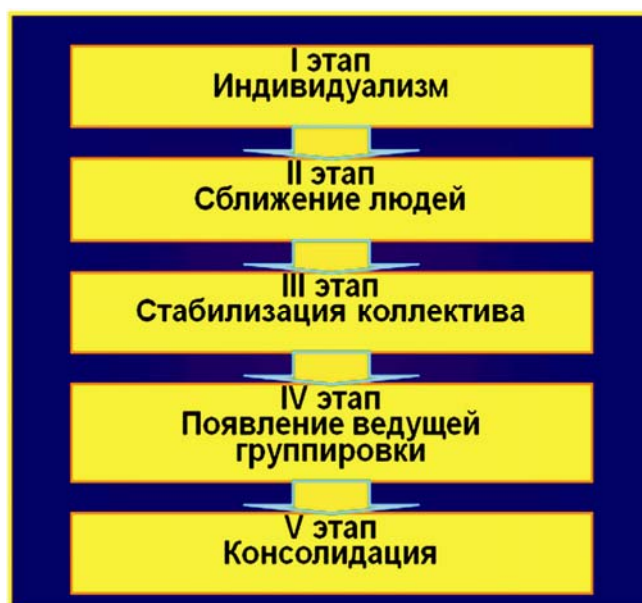 I этап
Индивидуализм
II этап
Сближение людей
III этап
Стабилизация коллектива
IV этап
Появление ведущей
группировки
V этап
Консолидация